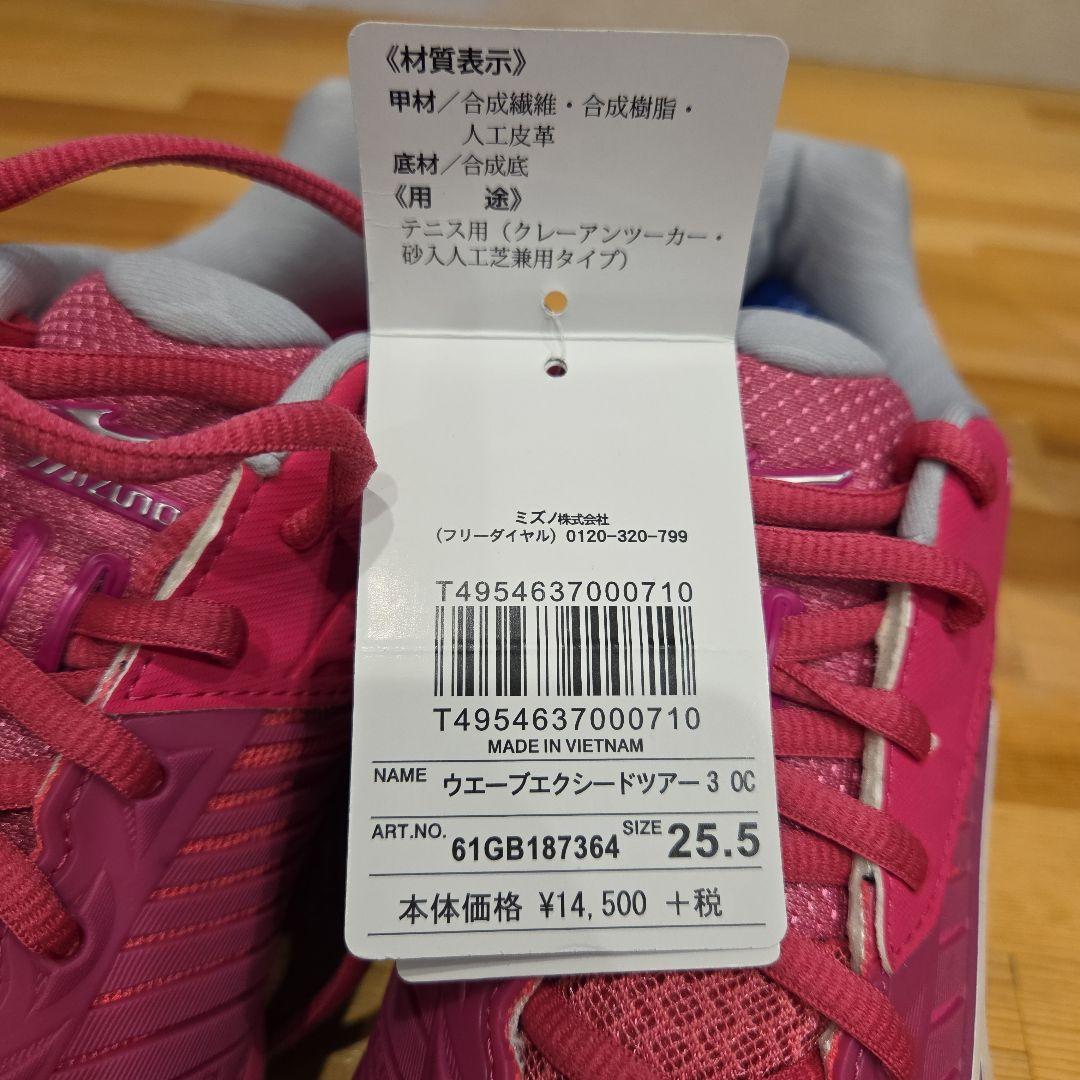 《材質表示》
甲材／合成繊維・合成樹脂・
人工皮革
底材／合成底
《用　　途》
テニス用（クレーアンツーカー・
砂入人工芝兼用タイプ）
MIZUNO
ミズノ株式会社
（フリーダイヤル）0120-320-799
T4954637000710
T4954637000710
MADE IN VIETNAM
NAME ウエーブエクシードツアー3 OC
ART.NO. 61GB187364 SIZE 25.5
本体価格 ¥14,500 +税